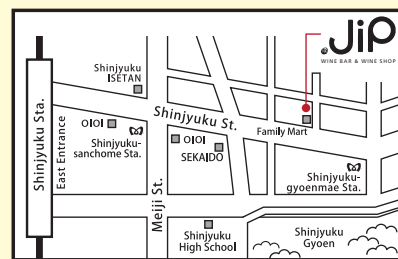 .Jip
WINE BAR & WINE SHOP
Shinjyuku
ISETAN
Shinjyuku St.
OIOI
Shinjyuku-
sanchome Sta.
OIOI
SEKAIDO
Family Mart
Shinjyuku-
gyoenmae Sta.
Shinjyuku Sta.
East Entrance
Meiji St.
Shinjyuku
High School
Shinjyuku
Gyoen